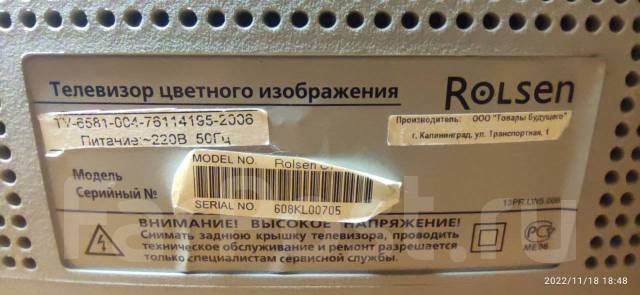 Телевизор цветного изображения
ROLSEN
ТУ-6581-004-76114195-2006
Питание:~220В 50Гц
Производитель: ООО "Товары будущего"
г. Калининград, ул. Транспортная, 1
Модель
Серийный №
MODEL NO. Rolsen
SERIAL NO. 608KL00705
ВНИМАНИЕ! ВЫСОКОЕ НАПРЯЖЕНИЕ!
Снимать заднюю крышку телевизора, проводить
техническое обслуживание и ремонт разрешается
только специалистам сервисной службы.
ME06
2022/11/18 18:48